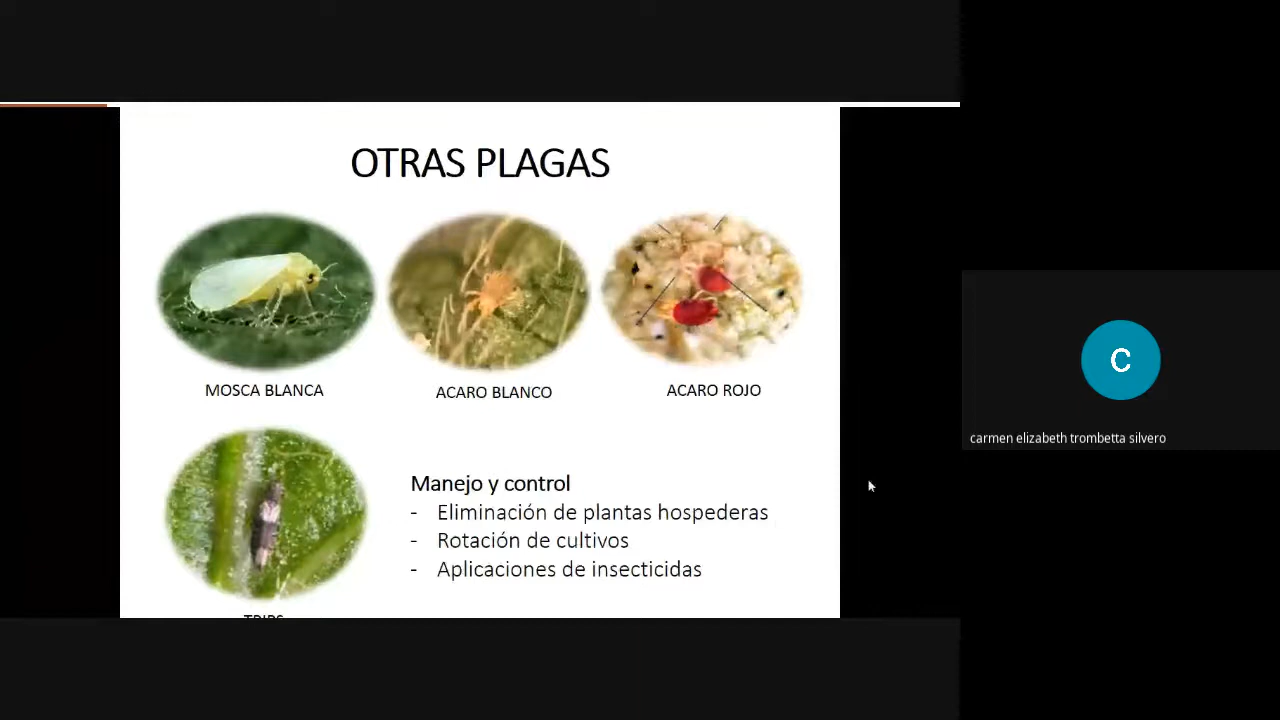 OTRAS PLAGAS
MOSCA BLANCA
ACARO BLANCO
ACARO ROJO
Manejo y control
- Eliminación de plantas hospederas
- Rotación de cultivos
- Aplicaciones de insecticidas
TRIPS
C
carmen elizabeth trombetta silvero